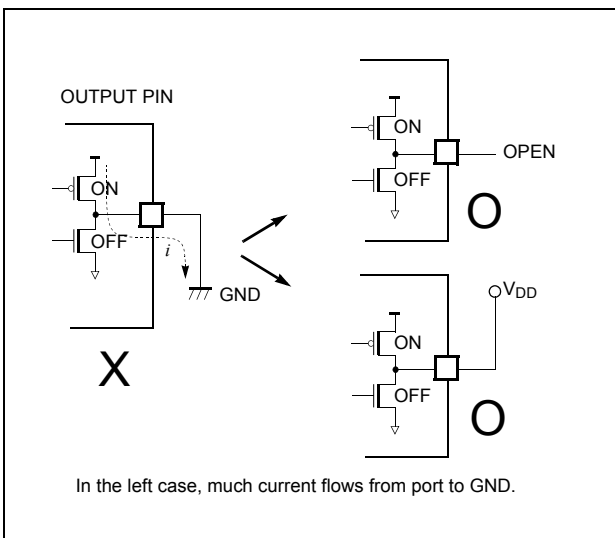 OUTPUT PIN
ON
OFF
i
GND
X
ON
OFF
OPEN
O
VDD
ON
OFF
O
In the left case, much current flows from port to GND.